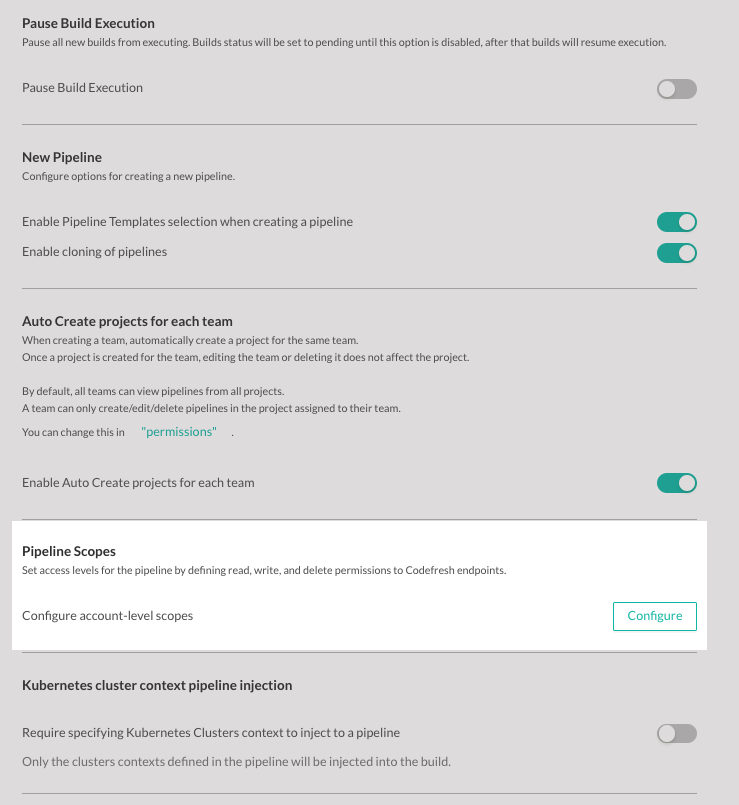 Pause Build Execution
Pause all new builds from executing. Builds status will be set to pending until this option is disabled, after that builds will resume execution.
Pause Build Execution
New Pipeline
Configure options for creating a new pipeline.
Enable Pipeline Templates selection when creating a pipeline
Enable cloning of pipelines
Auto Create projects for each team
When creating a team, automatically create a project for the same team.
Once a project is created for the team, editing the team or deleting it does not affect the project.
By default, all teams can view pipelines from all projects.
A team can only create/edit/delete pipelines in the project assigned to their team.
You can change this in "permissions" .
Enable Auto Create projects for each team
Pipeline Scopes
Set access levels for the pipeline by defining read, write, and delete permissions to Codefresh endpoints.
Configure account-level scopes Configure
Kubernetes cluster context pipeline injection
Require specifying Kubernetes Clusters context to inject to a pipeline
Only the clusters contexts defined in the pipeline will be injected into the build.